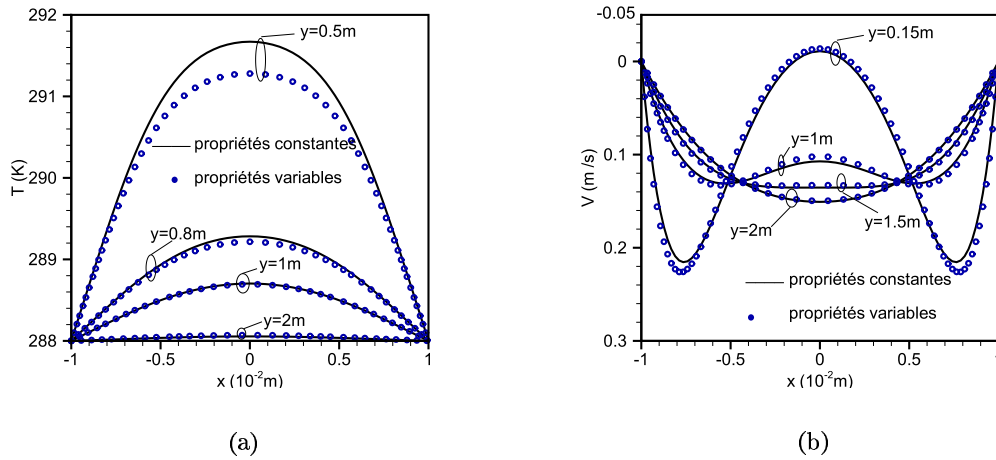 292
291
290
289
288
T (K)
y=0.5m
propriétés constantes
propriétés variables
y=0.8m
y=1m
y=2m
-1
-0.5
0
0.5
1
x (10⁻²m)
(a)
-0.05
0
0.1
0.2
0.3
V (m/s)
y=0.15m
y=1m
y=2m
y=1.5m
propriétés constantes
propriétés variables
-1
-0.5
0
0.5
x (10⁻²m)
(b)